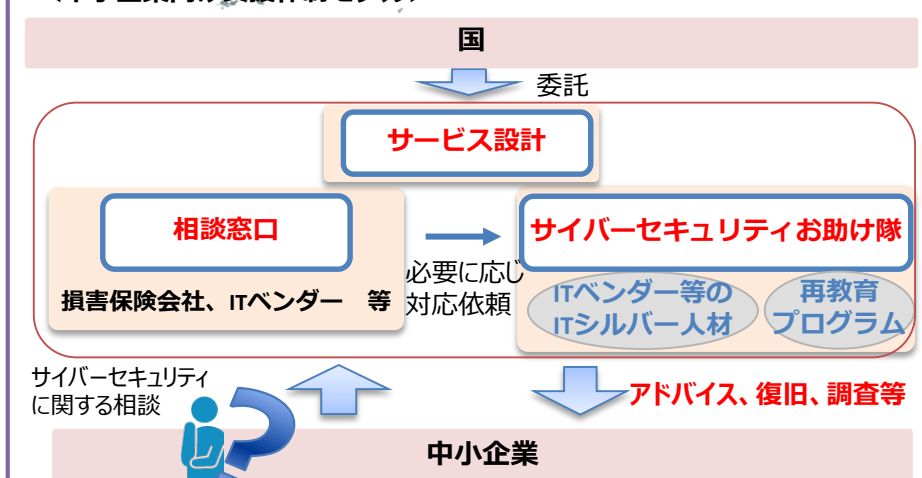 国
委託
サービス設計
相談窓口
損害保険会社、ITベンダー　等
必要に応じ
対応依頼
サイバーセキュリティお助け隊
ITベンダー等の
ITシルバー人材
再教育
プログラム
サイバーセキュリティ
に関する相談
アドバイス、復旧、調査等
中小企業